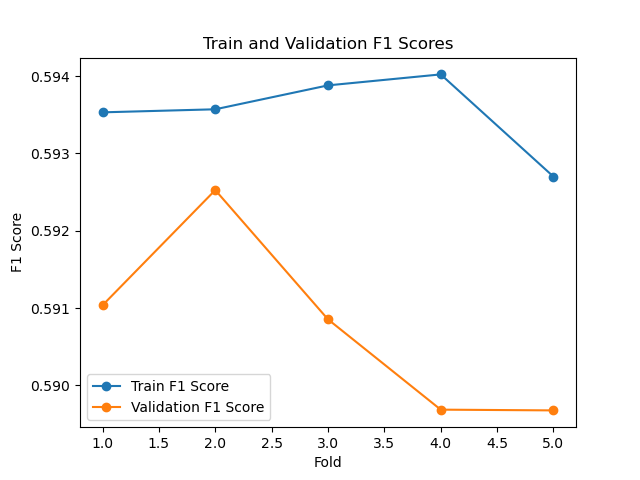 Train and Validation F1 Scores
0.594
0.593
0.592
0.591
0.590
F1 Score
Train F1 Score
Validation F1 Score
1.0 1.5 2.0 2.5 3.0 3.5 4.0 4.5 5.0
Fold